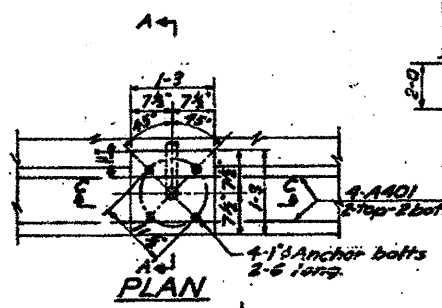 A
1-3
7½" 7½"
45° 45°
2-0
C C
7½" 7½"
1-3
4-A401
2-top-2 bot
11"
4-1"⌀ Anchor bolts
2-6 long.
A
PLAN